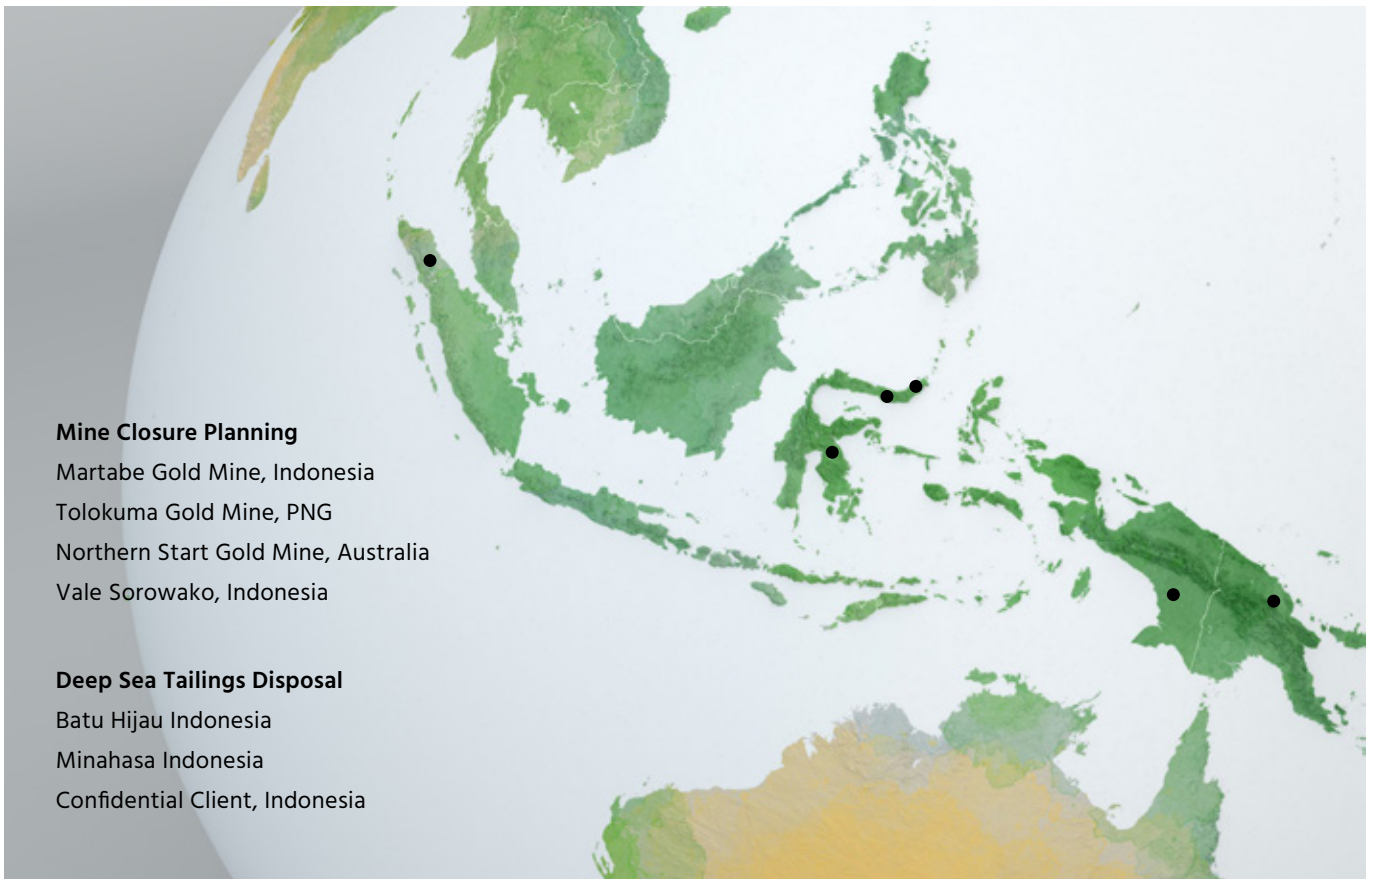 Mine Closure Planning
Martabe Gold Mine, Indonesia
Tolokuma Gold Mine, PNG
Northern Start Gold Mine, Australia
Vale Sorowako, Indonesia
Deep Sea Tailings Disposal
Batu Hijau Indonesia
Minahasa Indonesia
Confidential Client, Indonesia